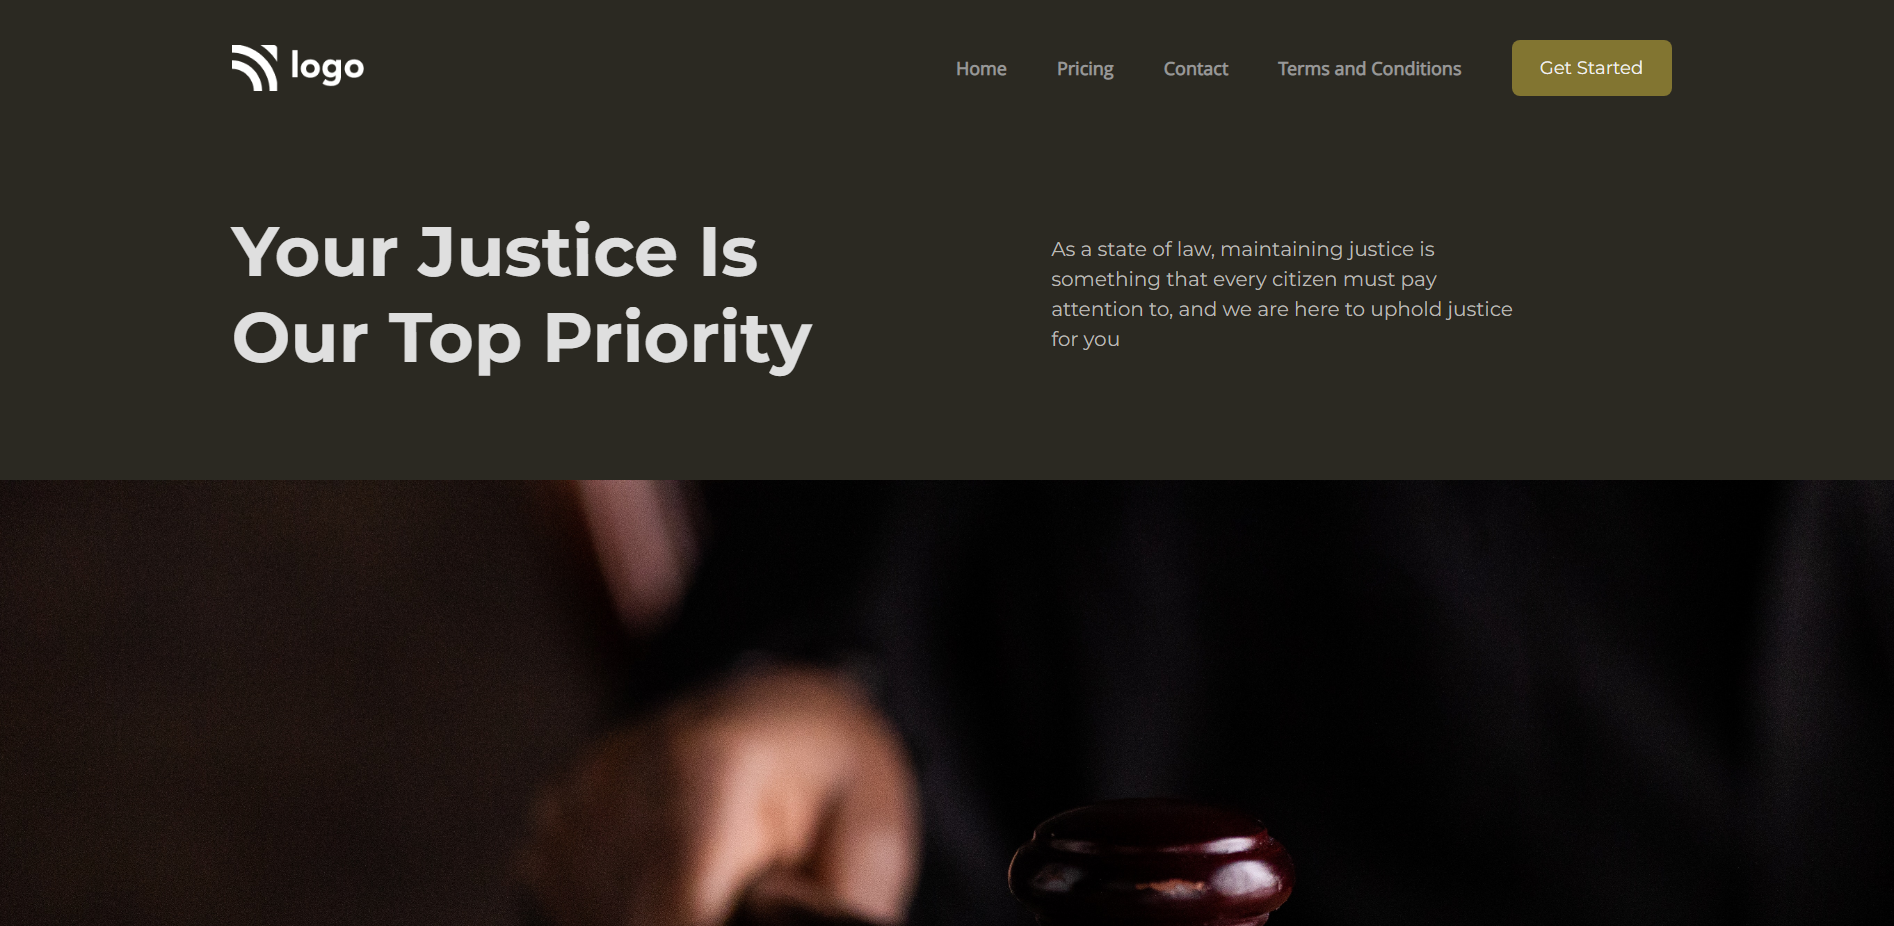 logo
Home
Pricing
Contact
Terms and Conditions
Get Started
Your Justice Is
Our Top Priority
As a state of law, maintaining justice is
something that every citizen must pay
attention to, and we are here to uphold justice
for you